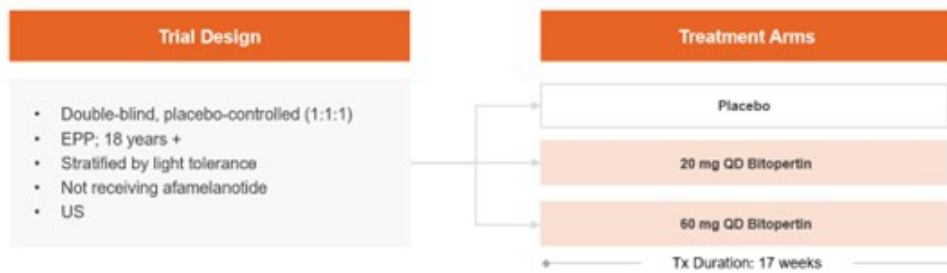 Trial Design
• Double-blind, placebo-controlled (1:1:1)
• EPP; 18 years +
• Stratified by light tolerance
• Not receiving afamelanotide
• US
Treatment Arms
Placebo
20 mg QD Bitopertin
60 mg QD Bitopertin
Tx Duration: 17 weeks